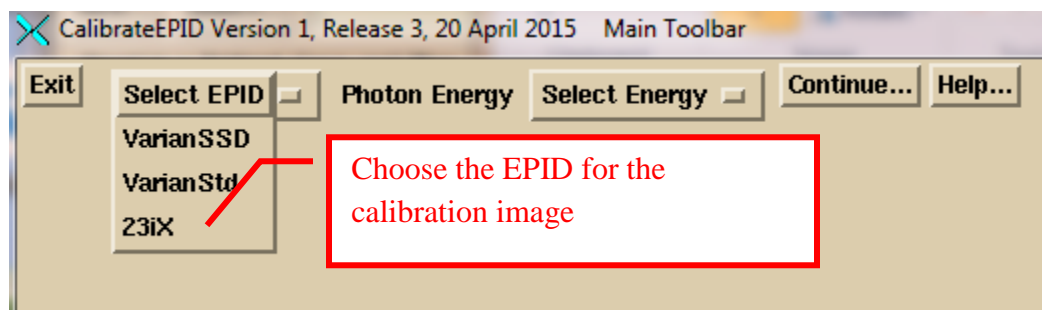 CalibrateEPID Version 1, Release 3, 20 April 2015 Main Toolbar
Exit Select EPID Photon Energy Select Energy Continue... Help...
VarianSSD
VarianStd
23iX
Choose the EPID for the
calibration image